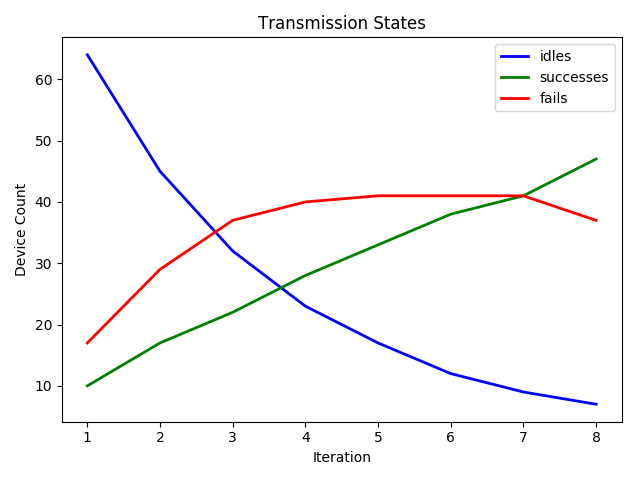 Transmission States
idles
successes
fails
Device Count
60
50
40
30
20
10
1 2 3 4 5 6 7 8
Iteration